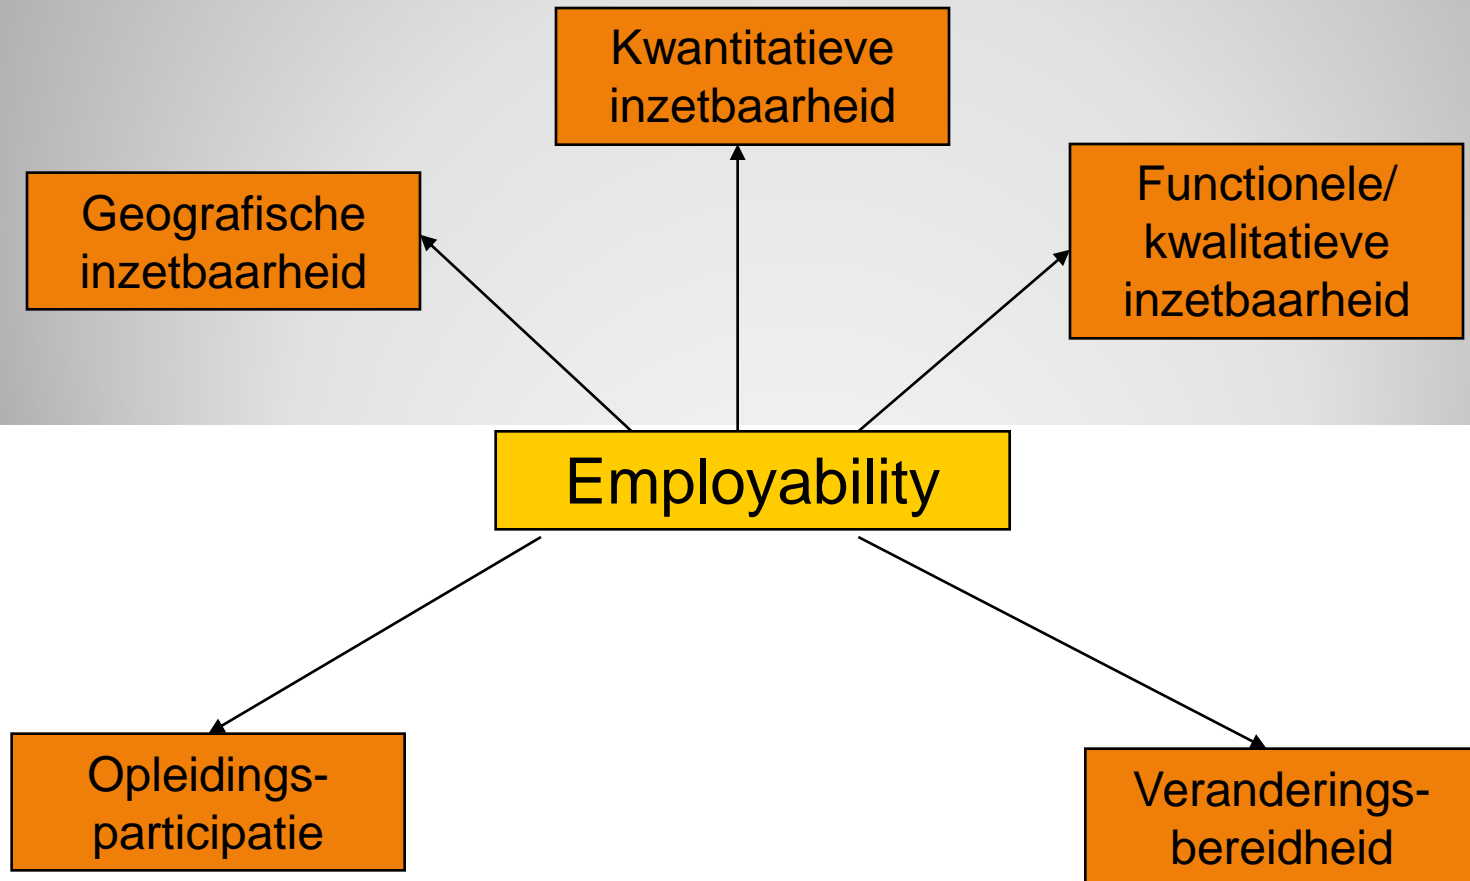 Kwantitatieve
inzetbaarheid
Geografische
inzetbaarheid
Functionele/
kwalitatieve
inzetbaarheid
Employability
Opleidings-
participatie
Veranderings-
bereidheid